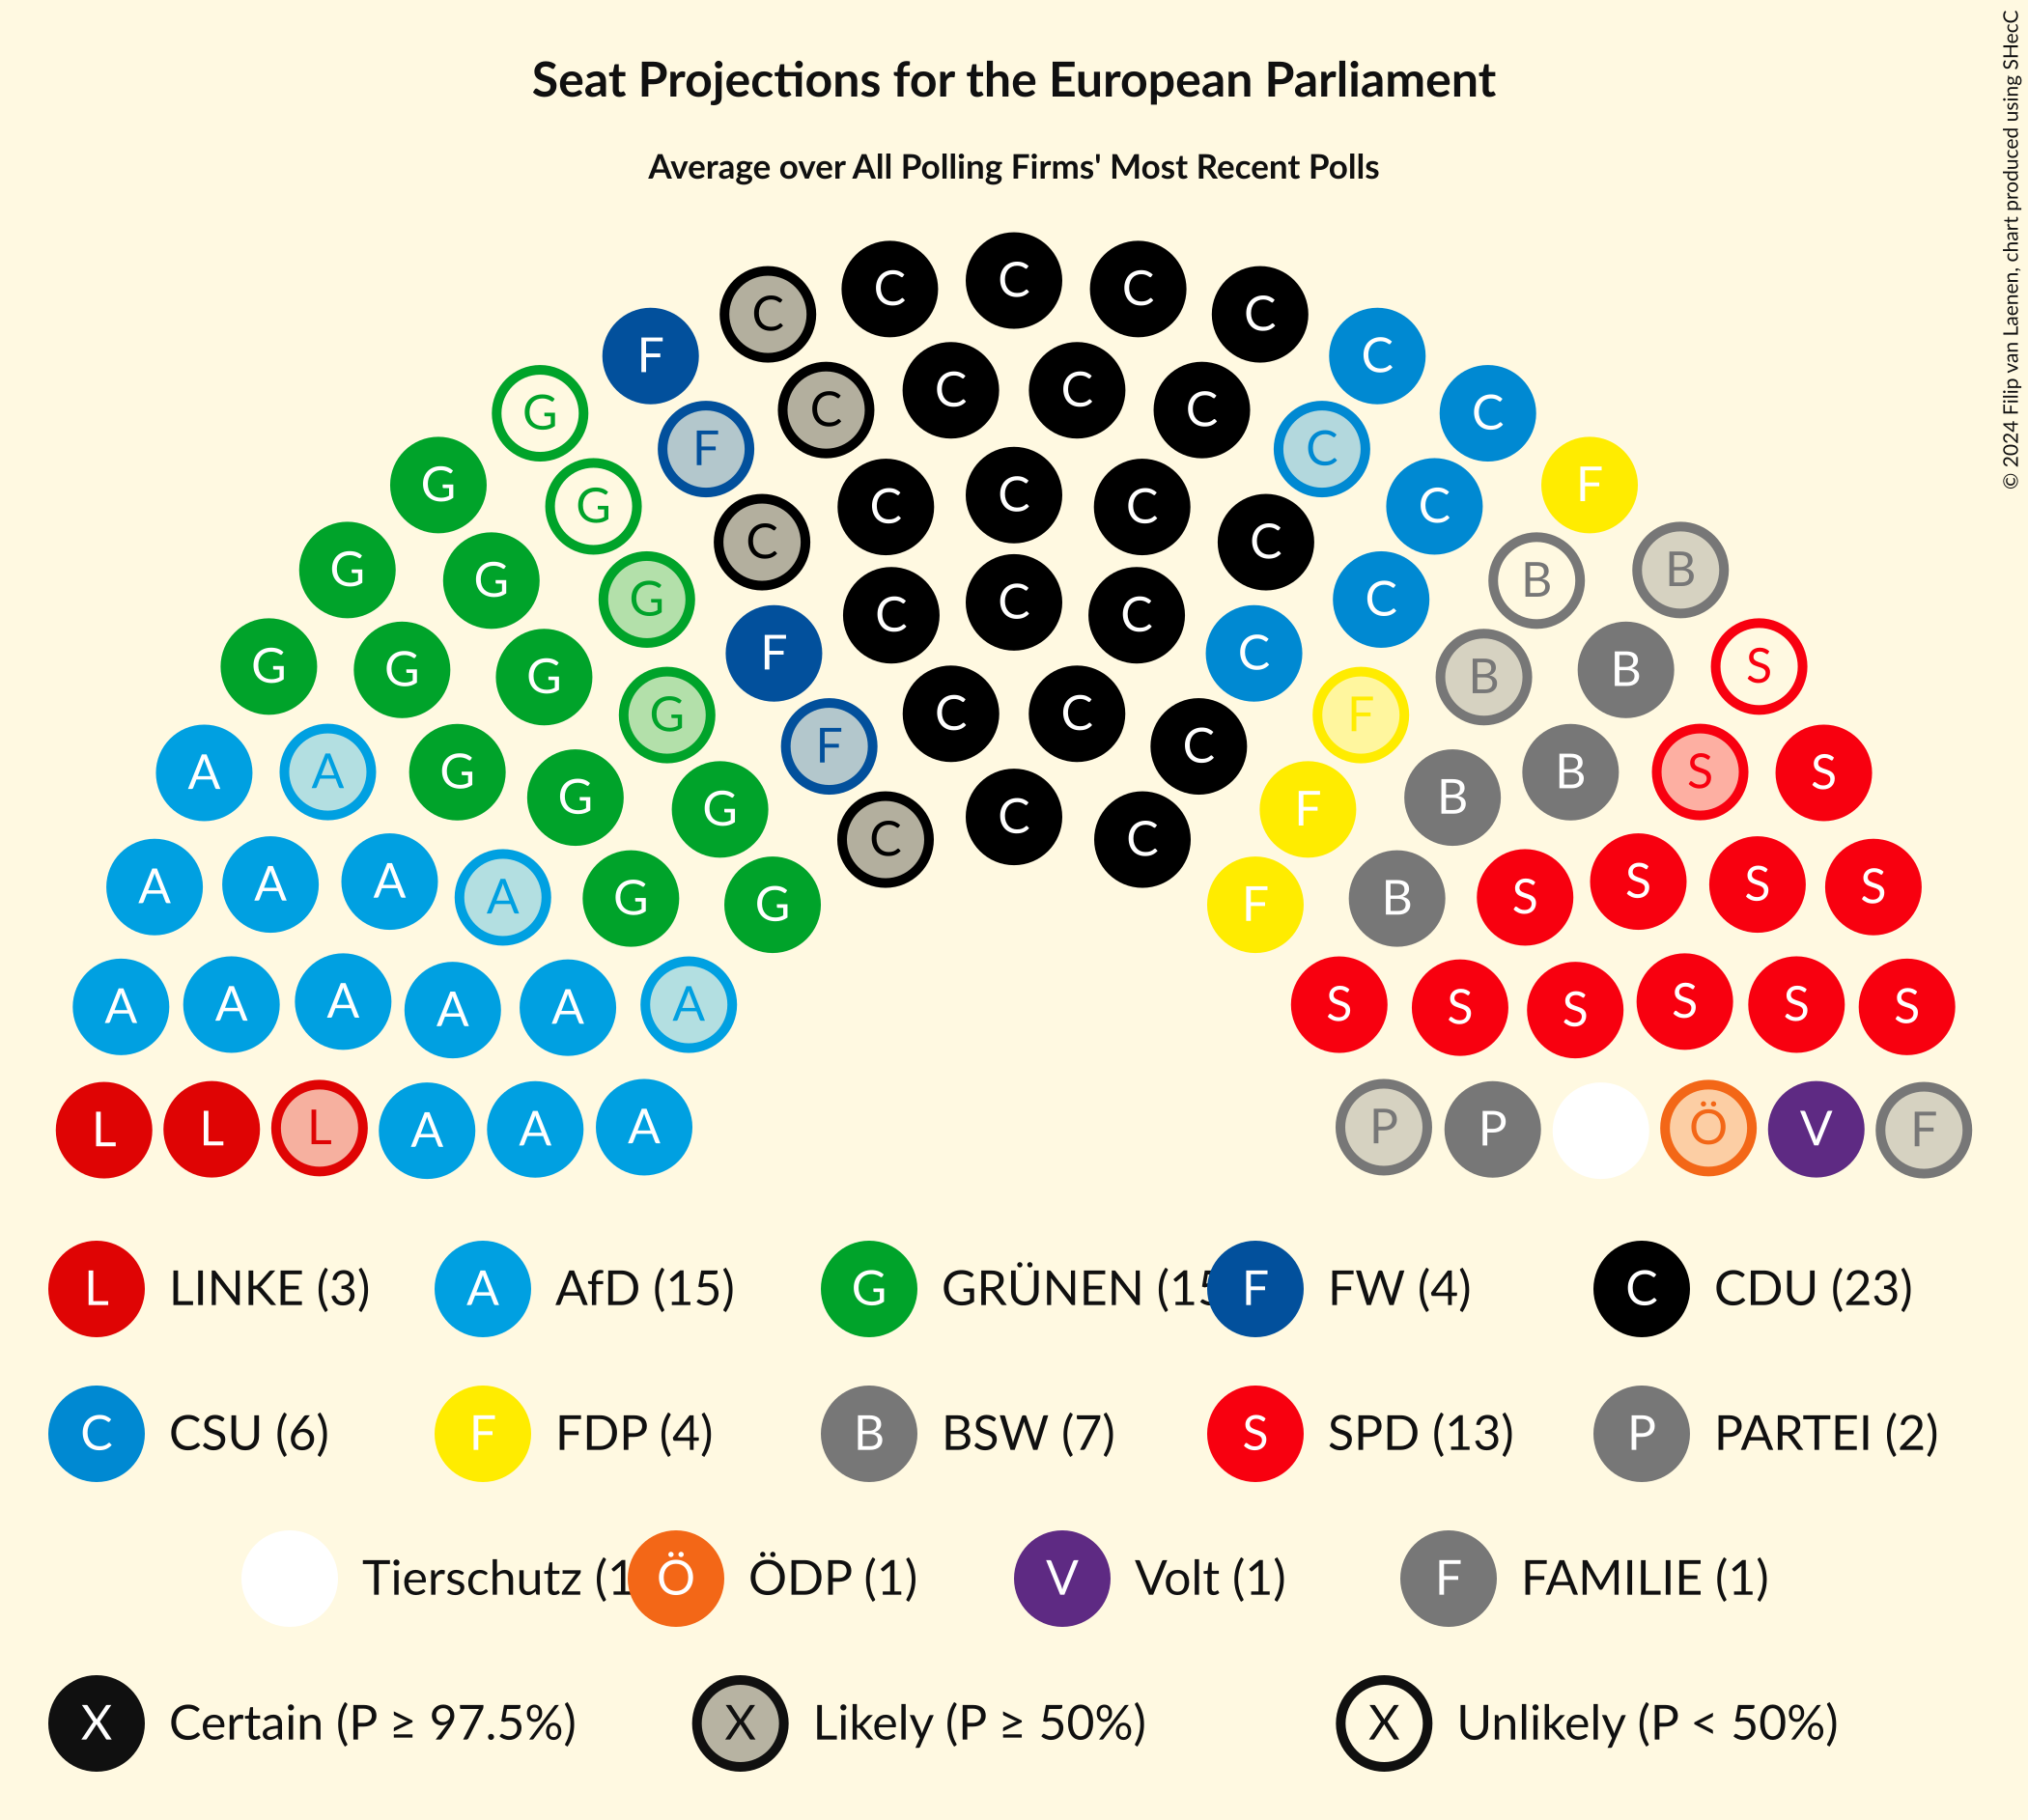 Seat Projections for the European Parliament
Average over All Polling Firms' Most Recent Polls
© 2024 Filip van Laenen, chart produced using SHecC
C C C C C
F C C
G C C C C C C
G F C C F
G C C C C C B B
G G G C C C C
G G G F C B B S
G C C C F
A A G G F C F B B S S
G C C C
A A A A G G C C F B S S S S
A A A A A A S S S S S S
L L L A A A P P Ö V F
L LINKE (3) A AfD (15) G GRÜNEN (15 F FW (4) C CDU (23)
C CSU (6) F FDP (4) B BSW (7) S SPD (13) P PARTEI (2)
Tierschutz (1 Ö ÖDP (1) V Volt (1) F FAMILIE (1)
X Certain (P ≥ 97.5%) X Likely (P ≥ 50%) X Unlikely (P < 50%)